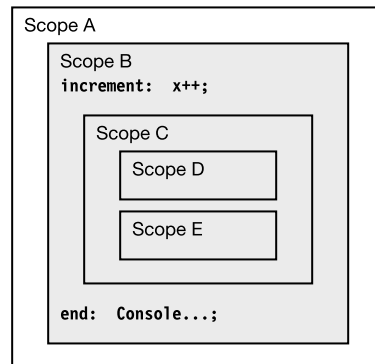 Scope A
Scope B
increment:  x++;
Scope C
Scope D
Scope E
end:  Console...;